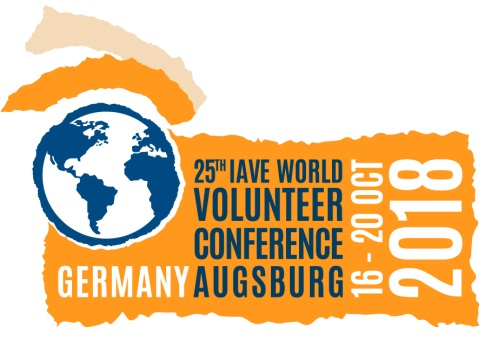 25TH IAVE WORLD
VOLUNTEER
CONFERENCE
GERMANY AUGSBURG
16 - 20 OCT
2018